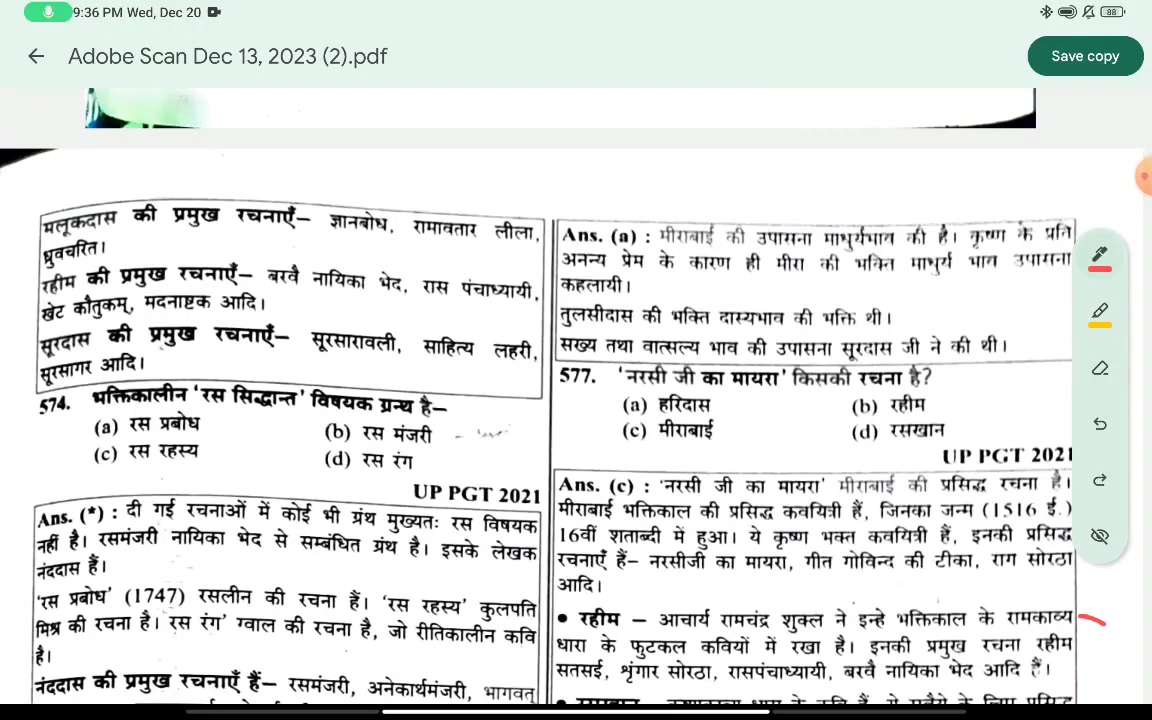 9:36 PM Wed, Dec 20
88
Adobe Scan Dec 13, 2023 (2).pdf
Save copy
मलूकदास की प्रमुख रचनाएँ– ज्ञानबोध, रामावतार लीला,
ध्रुवचरित।
रहीम की प्रमुख रचनाएँ– बरवै नायिका भेद, रास पंचाध्यायी,
खेट कौतुकम्, मदनाष्टक आदि।
सूरदास की प्रमुख रचनाएँ– सूरसारावली, साहित्य लहरी,
सूरसागर आदि।
574. भक्तिकालीन 'रस सिद्धान्त' विषयक ग्रन्थ है–
(a) रस प्रबोध
(b) रस मंजरी
(c) रस रहस्य
(d) रस रंग
UP PGT 2021
Ans. (*) : दी गई रचनाओं में कोई भी ग्रंथ मुख्यतः रस विषयक
नहीं है। रसमंजरी नायिका भेद से सम्बंधित ग्रंथ है। इसके लेखक
नंददास हैं।
'रस प्रबोध' (1747) रसलीन की रचना हैं। 'रस रहस्य' कुलपति
मिश्र की रचना है। रस रंग' ग्वाल की रचना है, जो रीतिकालीन कवि
है।
नंददास की प्रमुख रचनाएँ हैं– रसमंजरी, अनेकार्थमंजरी, भागवत्
Ans. (a) : मीराबाई की उपासना माधुर्यभाव की है। कृष्ण के प्रति
अनन्य प्रेम के कारण ही मीरा की भक्ति माधुर्य भाव उपासना
कहलायी।
तुलसीदास की भक्ति दास्यभाव की भक्ति थी।
सख्य तथा वात्सल्य भाव की उपासना सूरदास जी ने की थी।
577. 'नरसी जी का मायरा' किसकी रचना है?
(a) हरिदास
(b) रहीम
(c) मीराबाई
(d) रसखान
UP PGT 2021
Ans. (c) : 'नरसी जी का मायरा' मीराबाई की प्रसिद्ध रचना है।
मीराबाई भक्तिकाल की प्रसिद्ध कवयित्री हैं, जिनका जन्म (1516 ई.)
16वीं शताब्दी में हुआ। ये कृष्ण भक्त कवयित्री हैं, इनकी प्रसिद्ध
रचनाएँ हैं– नरसीजी का मायरा, गीत गोविन्द की टीका, राग सोरठा
आदि।
• रहीम – आचार्य रामचंद्र शुक्ल ने इन्हे भक्तिकाल के रामकाव्य
धारा के फुटकल कवियों में रखा है। इनकी प्रमुख रचना रहीम
सतसई, शृंगार सोरठा, रासपंचाध्यायी, बरवै नायिका भेद आदि हैं।